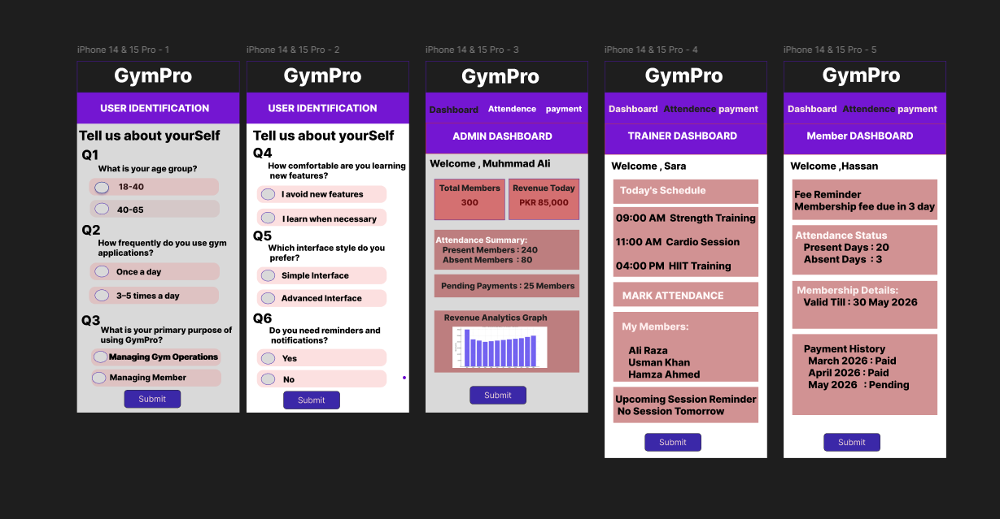 iPhone 14 & 15 Pro - 1
GymPro
USER IDENTIFICATION
Tell us about yourSelf
Q1
What is your age group?
18-40
40-65
Q2
How frequently do you use gym
applications?
Once a day
3–5 times a day
Q3
What is your primary purpose of
using GymPro?
Managing Gym Operations
Managing Member
Submit
iPhone 14 & 15 Pro - 2
GymPro
USER IDENTIFICATION
Tell us about yourSelf
Q4
How comfortable are you learning
new features?
I avoid new features
I learn when necessary
Q5
Which interface style do you
prefer?
Simple Interface
Advanced Interface
Q6
Do you need reminders and
notifications?
Yes
No
Submit
iPhone 14 & 15 Pro - 3
GymPro
Dashboard Attendence payment
ADMIN DASHBOARD
Welcome , Muhmmad Ali
Total Members
300
Revenue Today
PKR 85,000
Attendance Summary:
Present Members : 240
Absent Members : 80
Pending Payments : 25 Members
Revenue Analytics Graph
Submit
iPhone 14 & 15 Pro - 4
GymPro
Dashboard Attendence payment
TRAINER DASHBOARD
Welcome , Sara
Today's Schedule
09:00 AM Strength Training
11:00 AM Cardio Session
04:00 PM HIIT Training
MARK ATTENDANCE
My Members:
Ali Raza
Usman Khan
Hamza Ahmed
Upcoming Session Reminder
No Session Tomorrow
Submit
iPhone 14 & 15 Pro - 5
GymPro
Dashboard Attendence payment
Member DASHBOARD
Welcome ,Hassan
Fee Reminder
Membership fee due in 3 day
Attendance Status
Present Days : 20
Absent Days : 3
Membership Details:
Valid Till : 30 May 2026
Payment History
March 2026 : Paid
April 2026 : Paid
May 2026 : Pending
Submit